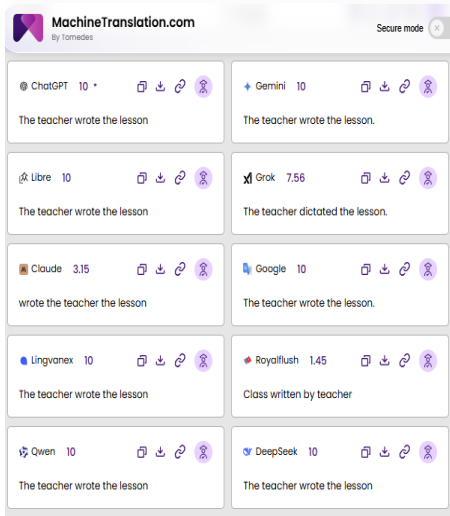 MachineTranslation.com
By Tomedes
Secure mode
ChatGPT 10 •
The teacher wrote the lesson
Gemini 10
The teacher wrote the lesson.
Libre 10
The teacher wrote the lesson
Grok 7.56
The teacher dictated the lesson.
Claude 3.15
wrote the teacher the lesson
Google 10
The teacher wrote the lesson.
Lingvanex 10
The teacher wrote the lesson
Royalflush 1.45
Class written by teacher
Qwen 10
The teacher wrote the lesson
DeepSeek 10
The teacher wrote the lesson